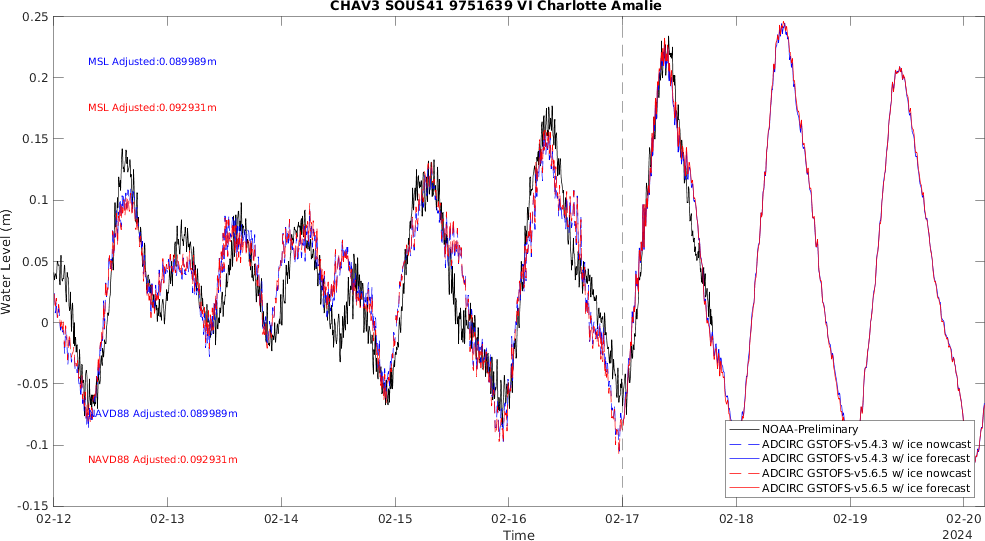 CHAV3 SOUS41 9751639 VI Charlotte Amalie
0.25
0.2
0.15
0.1
0.05
0
-0.05
-0.1
-0.15
Water Level (m)
MSL Adjusted:0.089989m
MSL Adjusted:0.092931m
NAVD88 Adjusted:0.089989m
NAVD88 Adjusted:0.092931m
NOAA-Preliminary
ADCIRC GSTOFS-v5.4.3 w/ ice nowcast
ADCIRC GSTOFS-v5.4.3 w/ ice forecast
ADCIRC GSTOFS-v5.6.5 w/ ice nowcast
ADCIRC GSTOFS-v5.6.5 w/ ice forecast
02-12 02-13 02-14 02-15 02-16 02-17 02-18 02-19 02-20
Time
2024